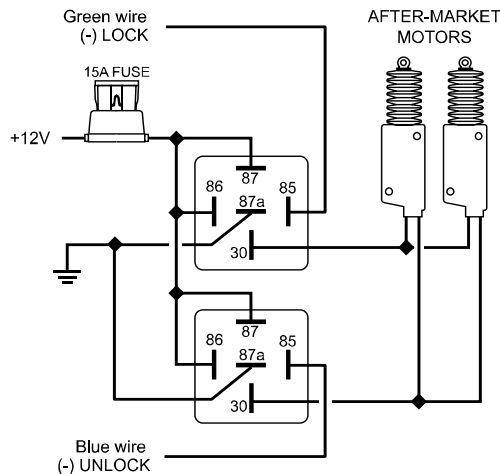 Green wire
(-) LOCK
AFTER-MARKET
MOTORS
15A FUSE
+12V
87
86
87a
85
30
87
86
87a
85
30
Blue wire
(-) UNLOCK